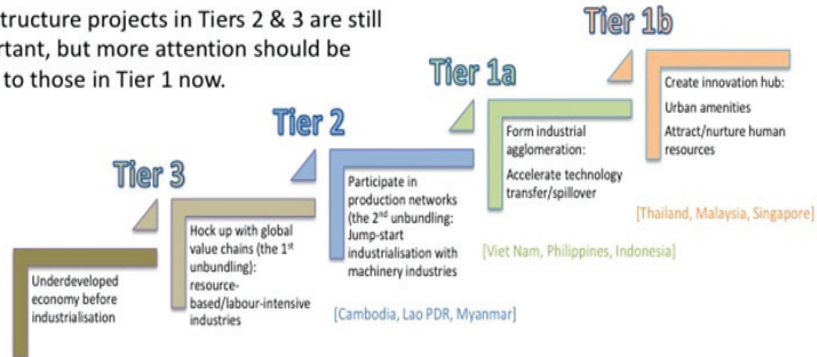 structure projects in Tiers 2 & 3 are still
ortant, but more attention should be
to those in Tier 1 now.
Tier 3
Tier 2
Tier 1a
Tier 1b
Underdeveloped
economy before
industrialisation
Hock up with global
value chains (the 1st
unbundling):
resource-
based/labour-intensive
industries
Participate in
production networks
(the 2nd unbundling:
Jump-start
industrialisation with
machinery industries
[Cambodia, Lao PDR, Myanmar]
Form industrial
agglomeration:
Accelerate technology
transfer/spillover
[Viet Nam, Philippines, Indonesia]
Create innovation hub:
Urban amenities
Attract/nurture human
resources
[Thailand, Malaysia, Singapore]